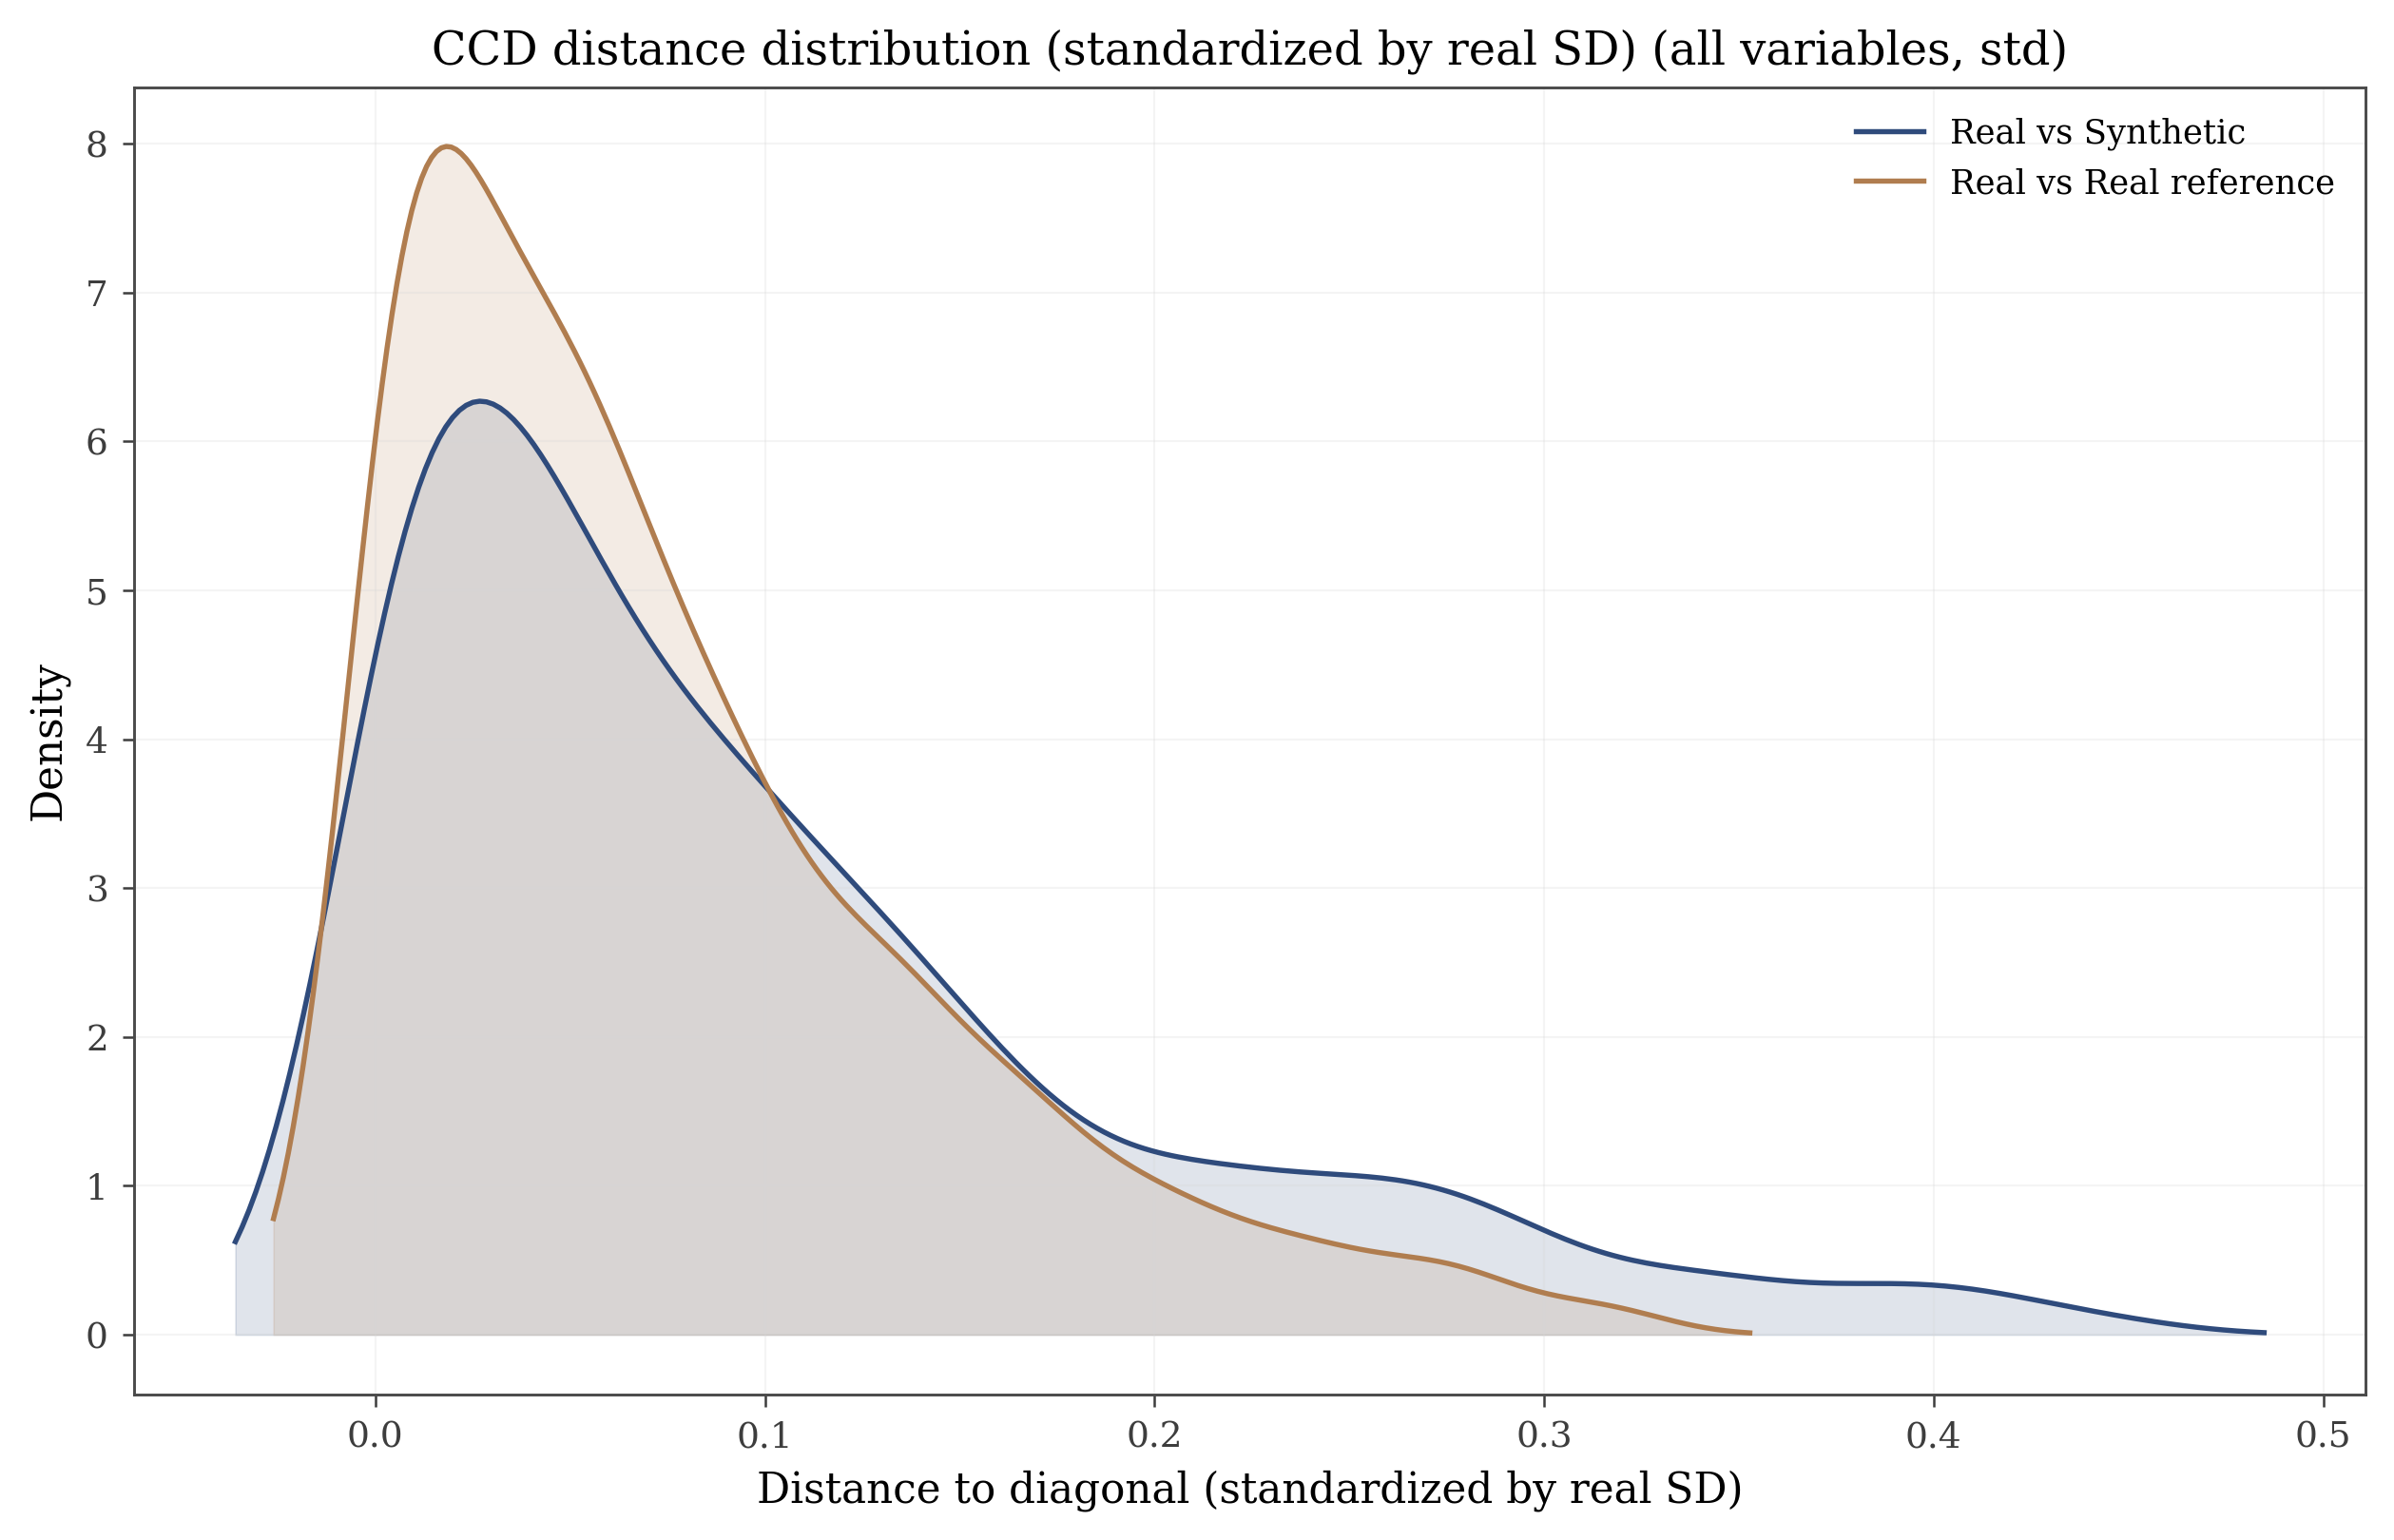 CCD distance distribution (standardized by real SD) (all variables, std)
Real vs Synthetic
Real vs Real reference
Density
8
7
6
5
4
3
2
1
0
0.0 0.1 0.2 0.3 0.4 0.5
Distance to diagonal (standardized by real SD)